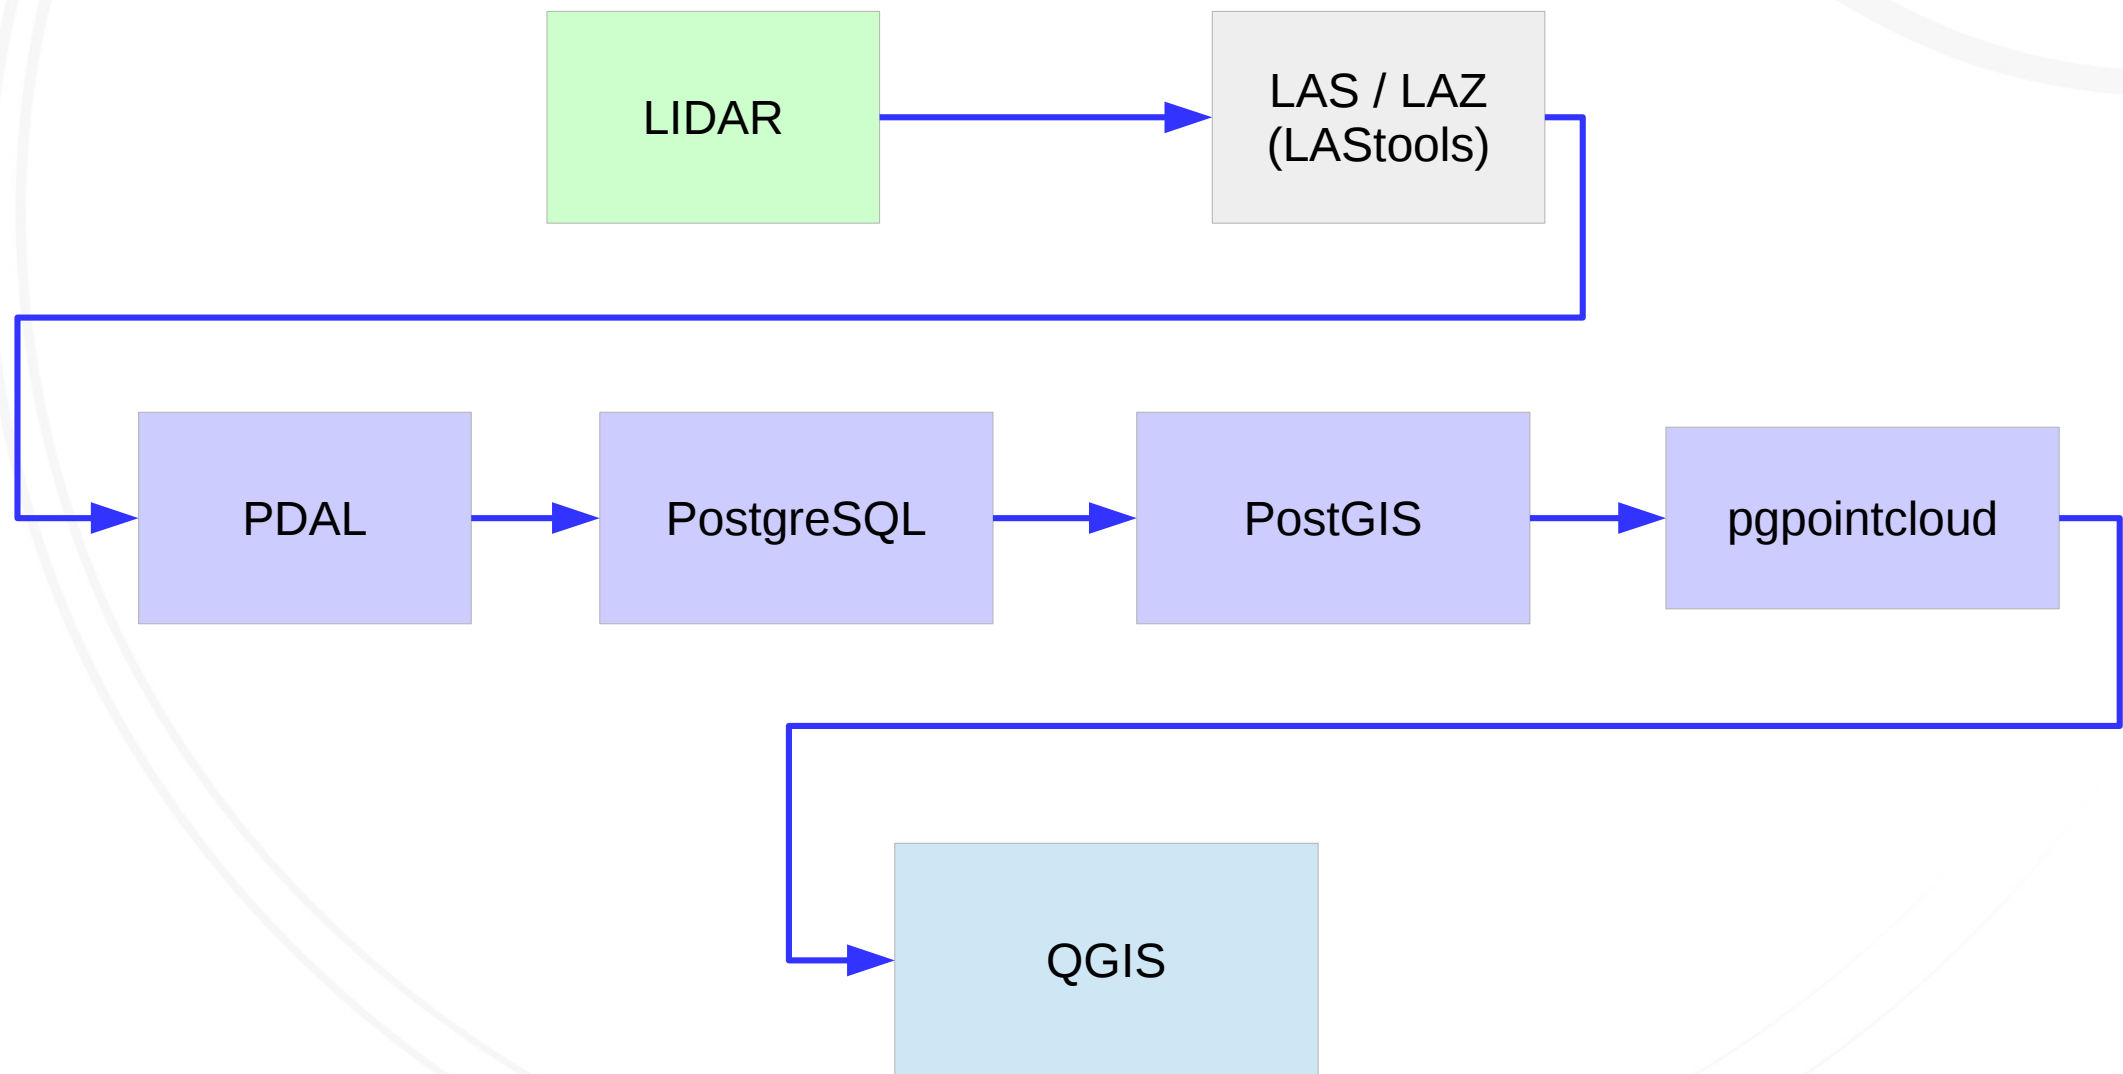 LIDAR
LAS / LAZ
(LAStools)
PDAL
PostgreSQL
PostGIS
pgpointcloud
QGIS